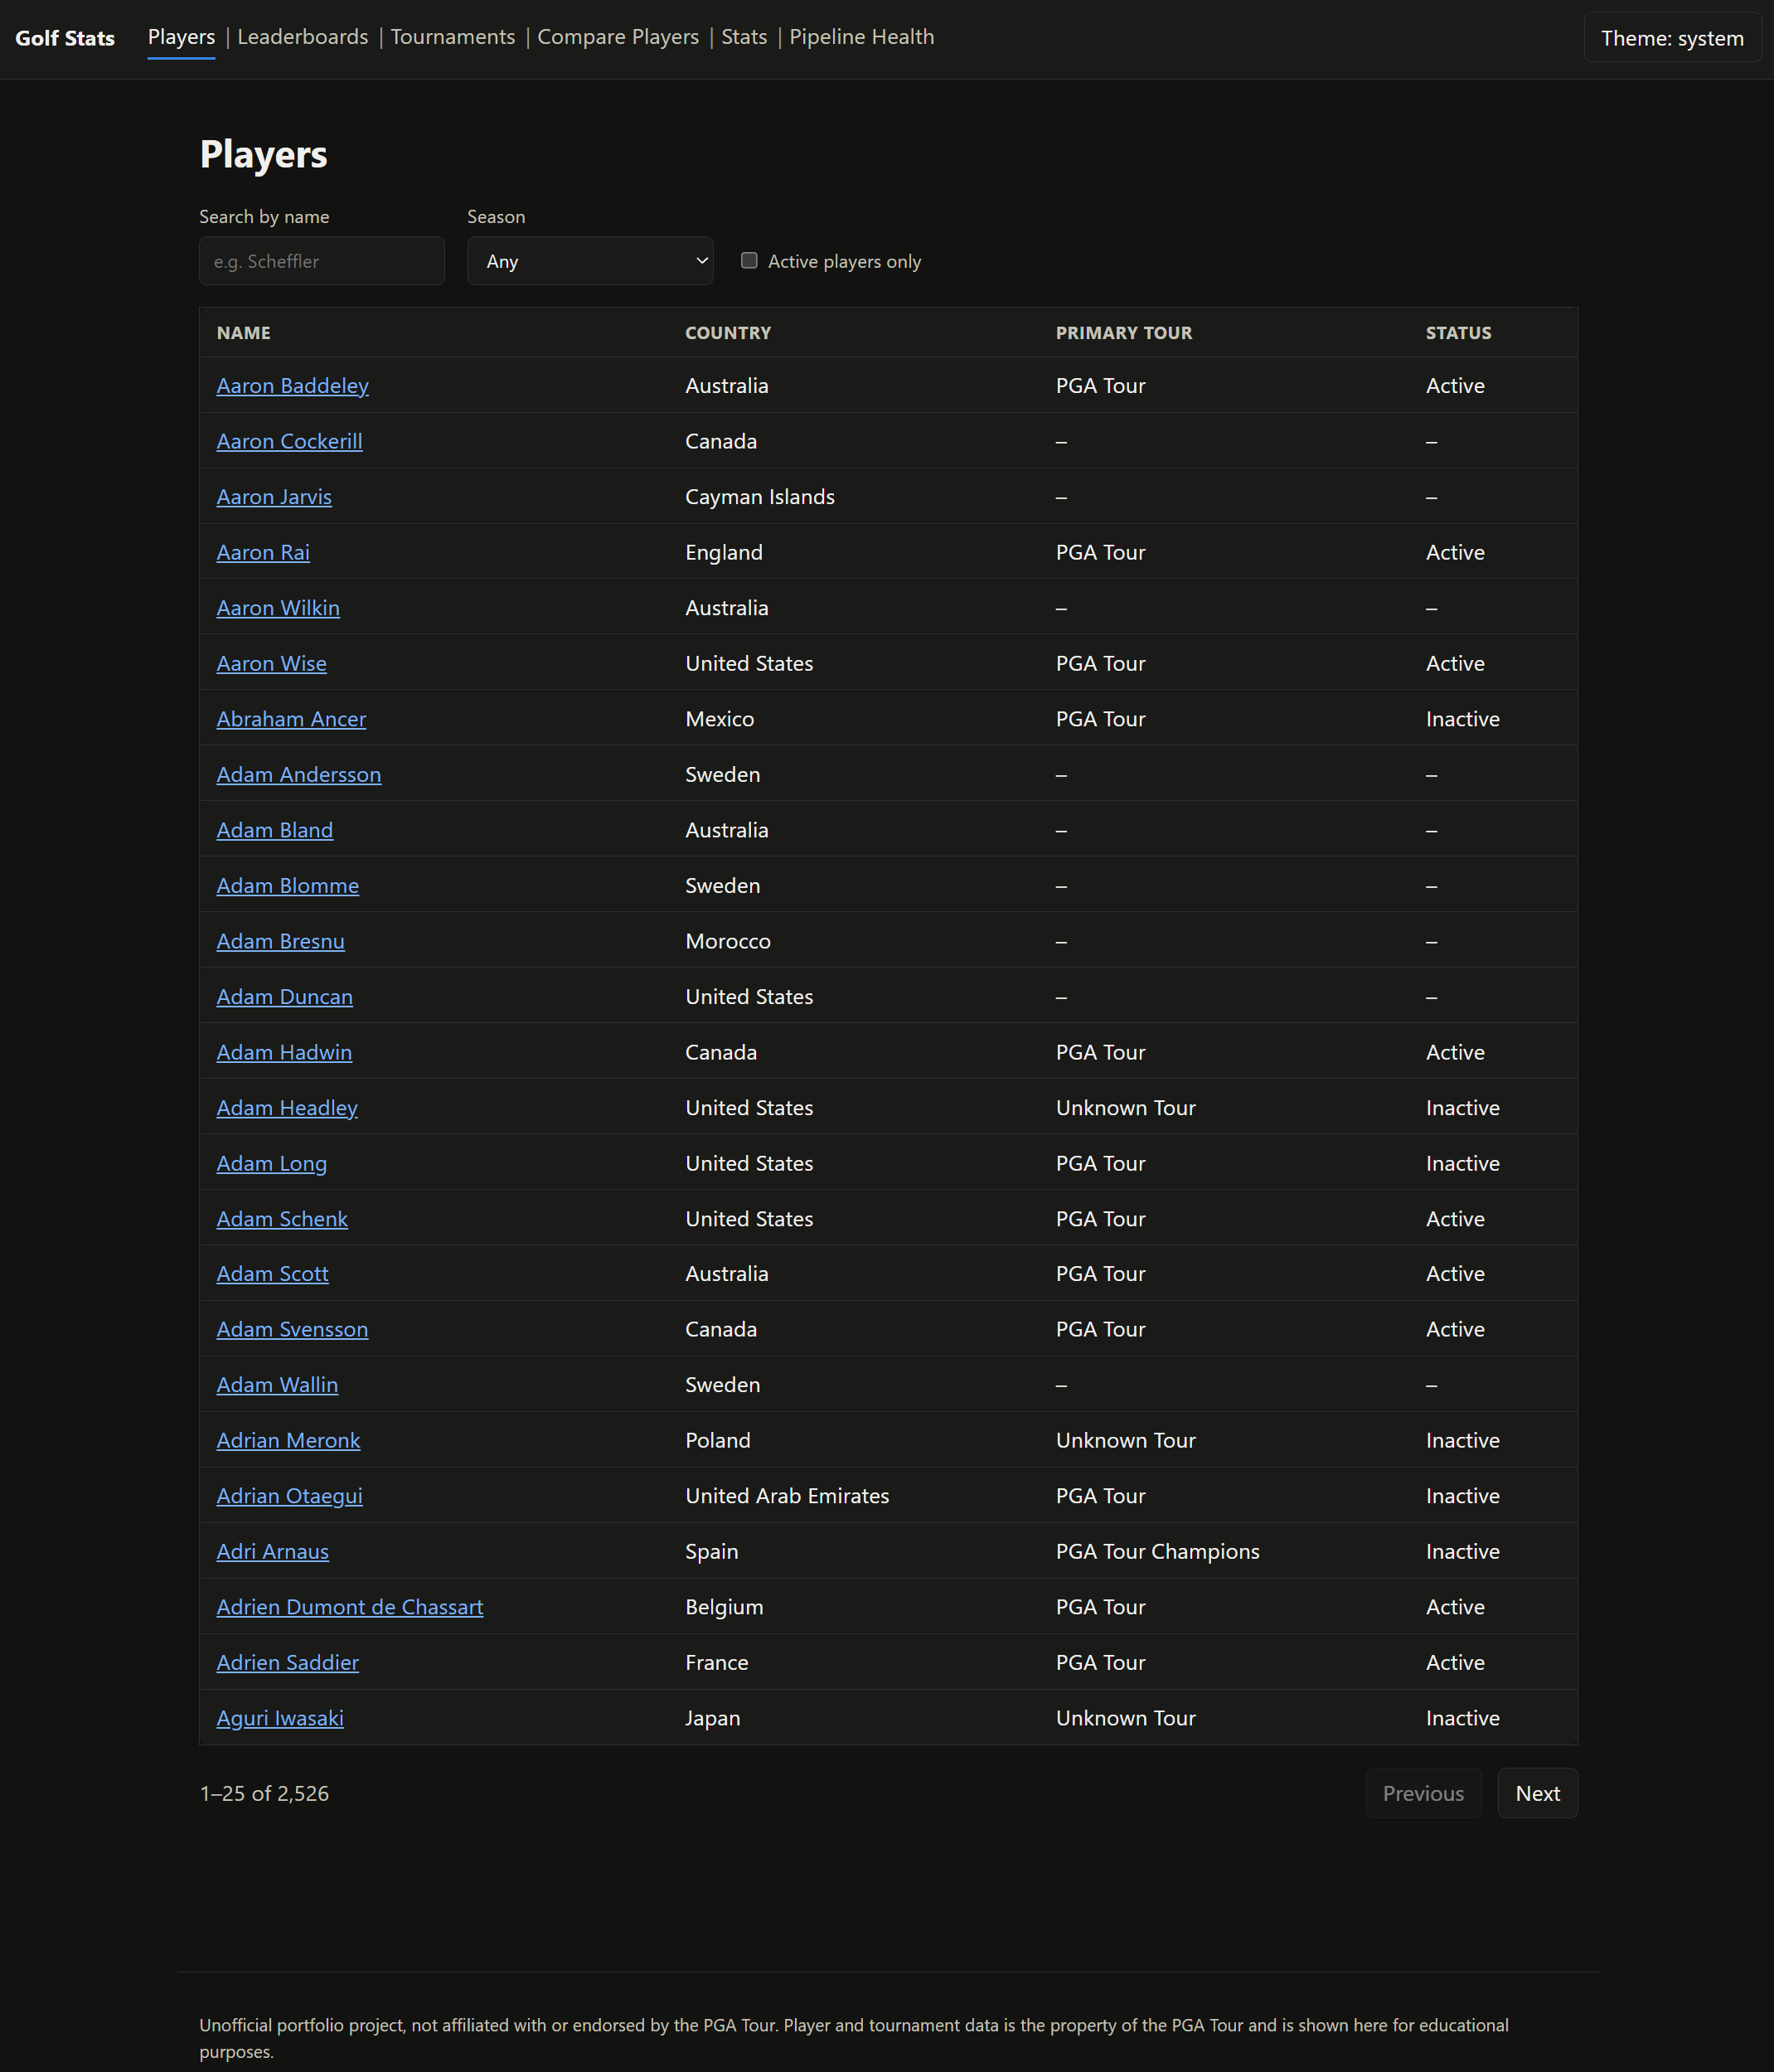 Golf Stats Players | Leaderboards | Tournaments | Compare Players | Stats | Pipeline Health Theme: system
Players
Search by name Season
e.g. Scheffler Any Active players only
NAME COUNTRY PRIMARY TOUR STATUS
Aaron Baddeley Australia PGA Tour Active
Aaron Cockerill Canada – –
Aaron Jarvis Cayman Islands – –
Aaron Rai England PGA Tour Active
Aaron Wilkin Australia – –
Aaron Wise United States PGA Tour Active
Abraham Ancer Mexico PGA Tour Inactive
Adam Andersson Sweden – –
Adam Bland Australia – –
Adam Blomme Sweden – –
Adam Bresnu Morocco – –
Adam Duncan United States – –
Adam Hadwin Canada PGA Tour Active
Adam Headley United States Unknown Tour Inactive
Adam Long United States PGA Tour Inactive
Adam Schenk United States PGA Tour Active
Adam Scott Australia PGA Tour Active
Adam Svensson Canada PGA Tour Active
Adam Wallin Sweden – –
Adrian Meronk Poland Unknown Tour Inactive
Adrian Otaegui United Arab Emirates PGA Tour Inactive
Adri Arnaus Spain PGA Tour Champions Inactive
Adrien Dumont de Chassart Belgium PGA Tour Active
Adrien Saddier France PGA Tour Active
Aguri Iwasaki Japan Unknown Tour Inactive
1–25 of 2,526 Previous Next
Unofficial portfolio project, not affiliated with or endorsed by the PGA Tour. Player and tournament data is the property of the PGA Tour and is shown here for educational
purposes.